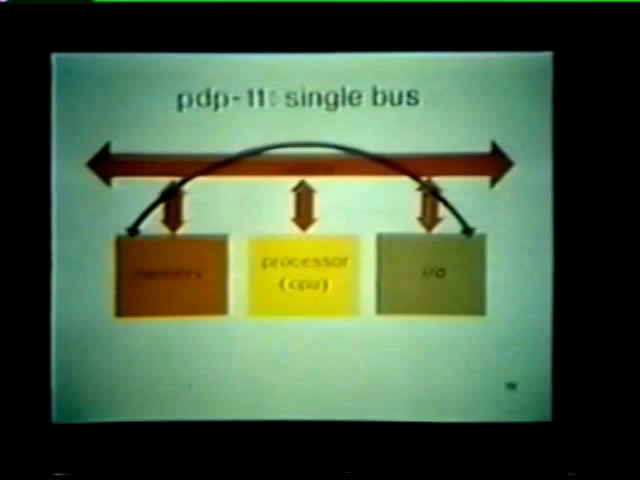 pdp-11: single bus
memory
processor
(cpu)
i/o